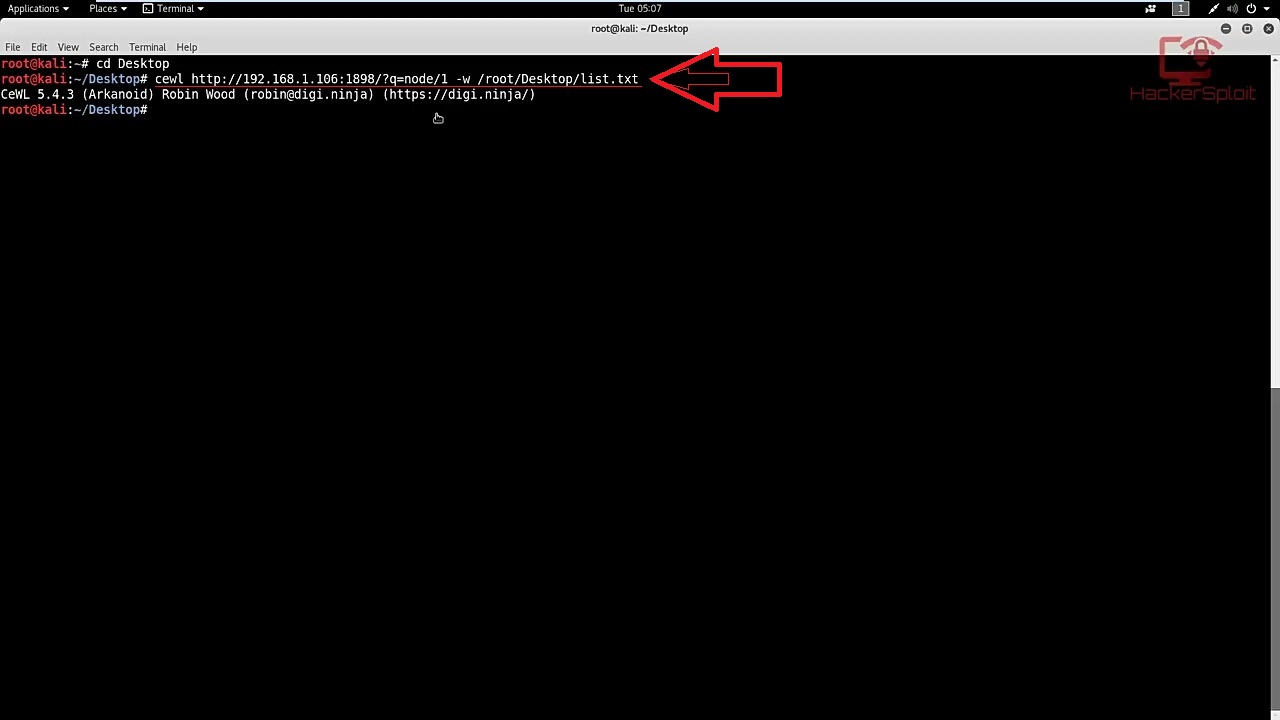 Applications Places Terminal Tue 05:07 1
root@kali: ~/Desktop
File Edit View Search Terminal Help
root@kali:~# cd Desktop
root@kali:~/Desktop# cewl http://192.168.1.106:1898/?q=node/1 -w /root/Desktop/list.txt
CeWL 5.4.3 (Arkanoid) Robin Wood (robin@digi.ninja) (https://digi.ninja/)
root@kali:~/Desktop#
HackerSploit